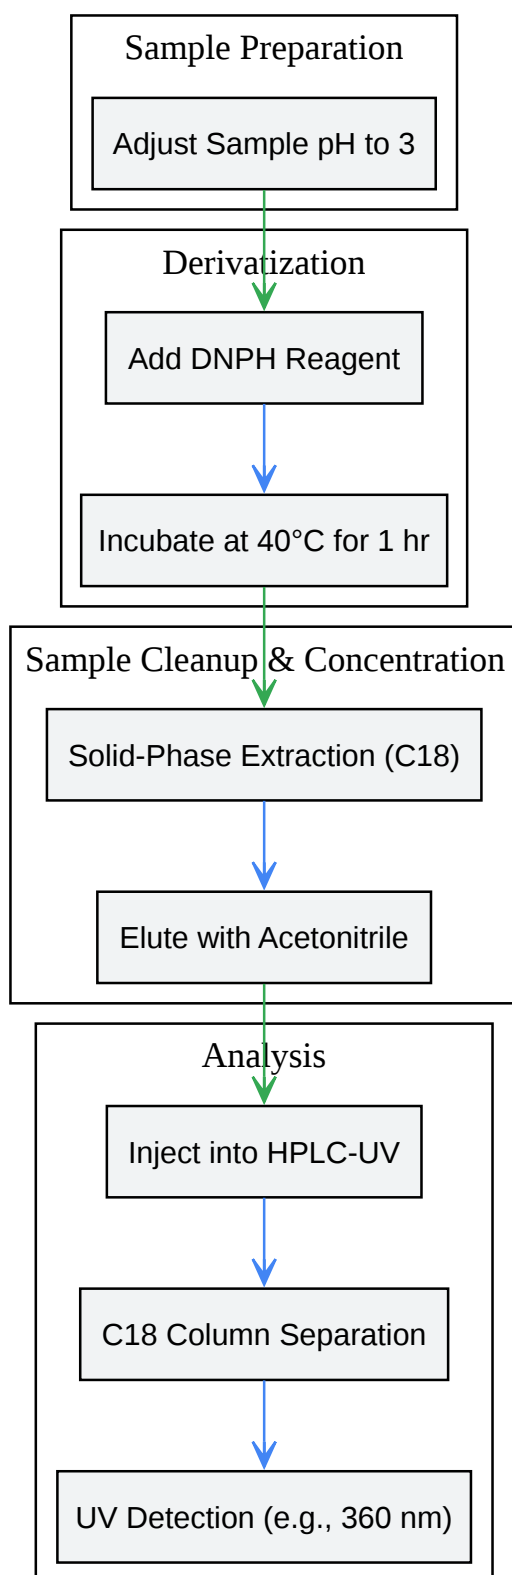 Sample Preparation
Adjust Sample pH to 3
Derivatization
Add DNPH Reagent
Incubate at 40°C for 1 hr
Sample Cleanup & Concentration
Solid-Phase Extraction (C18)
Elute with Acetonitrile
Analysis
Inject into HPLC-UV
C18 Column Separation
UV Detection (e.g., 360 nm)